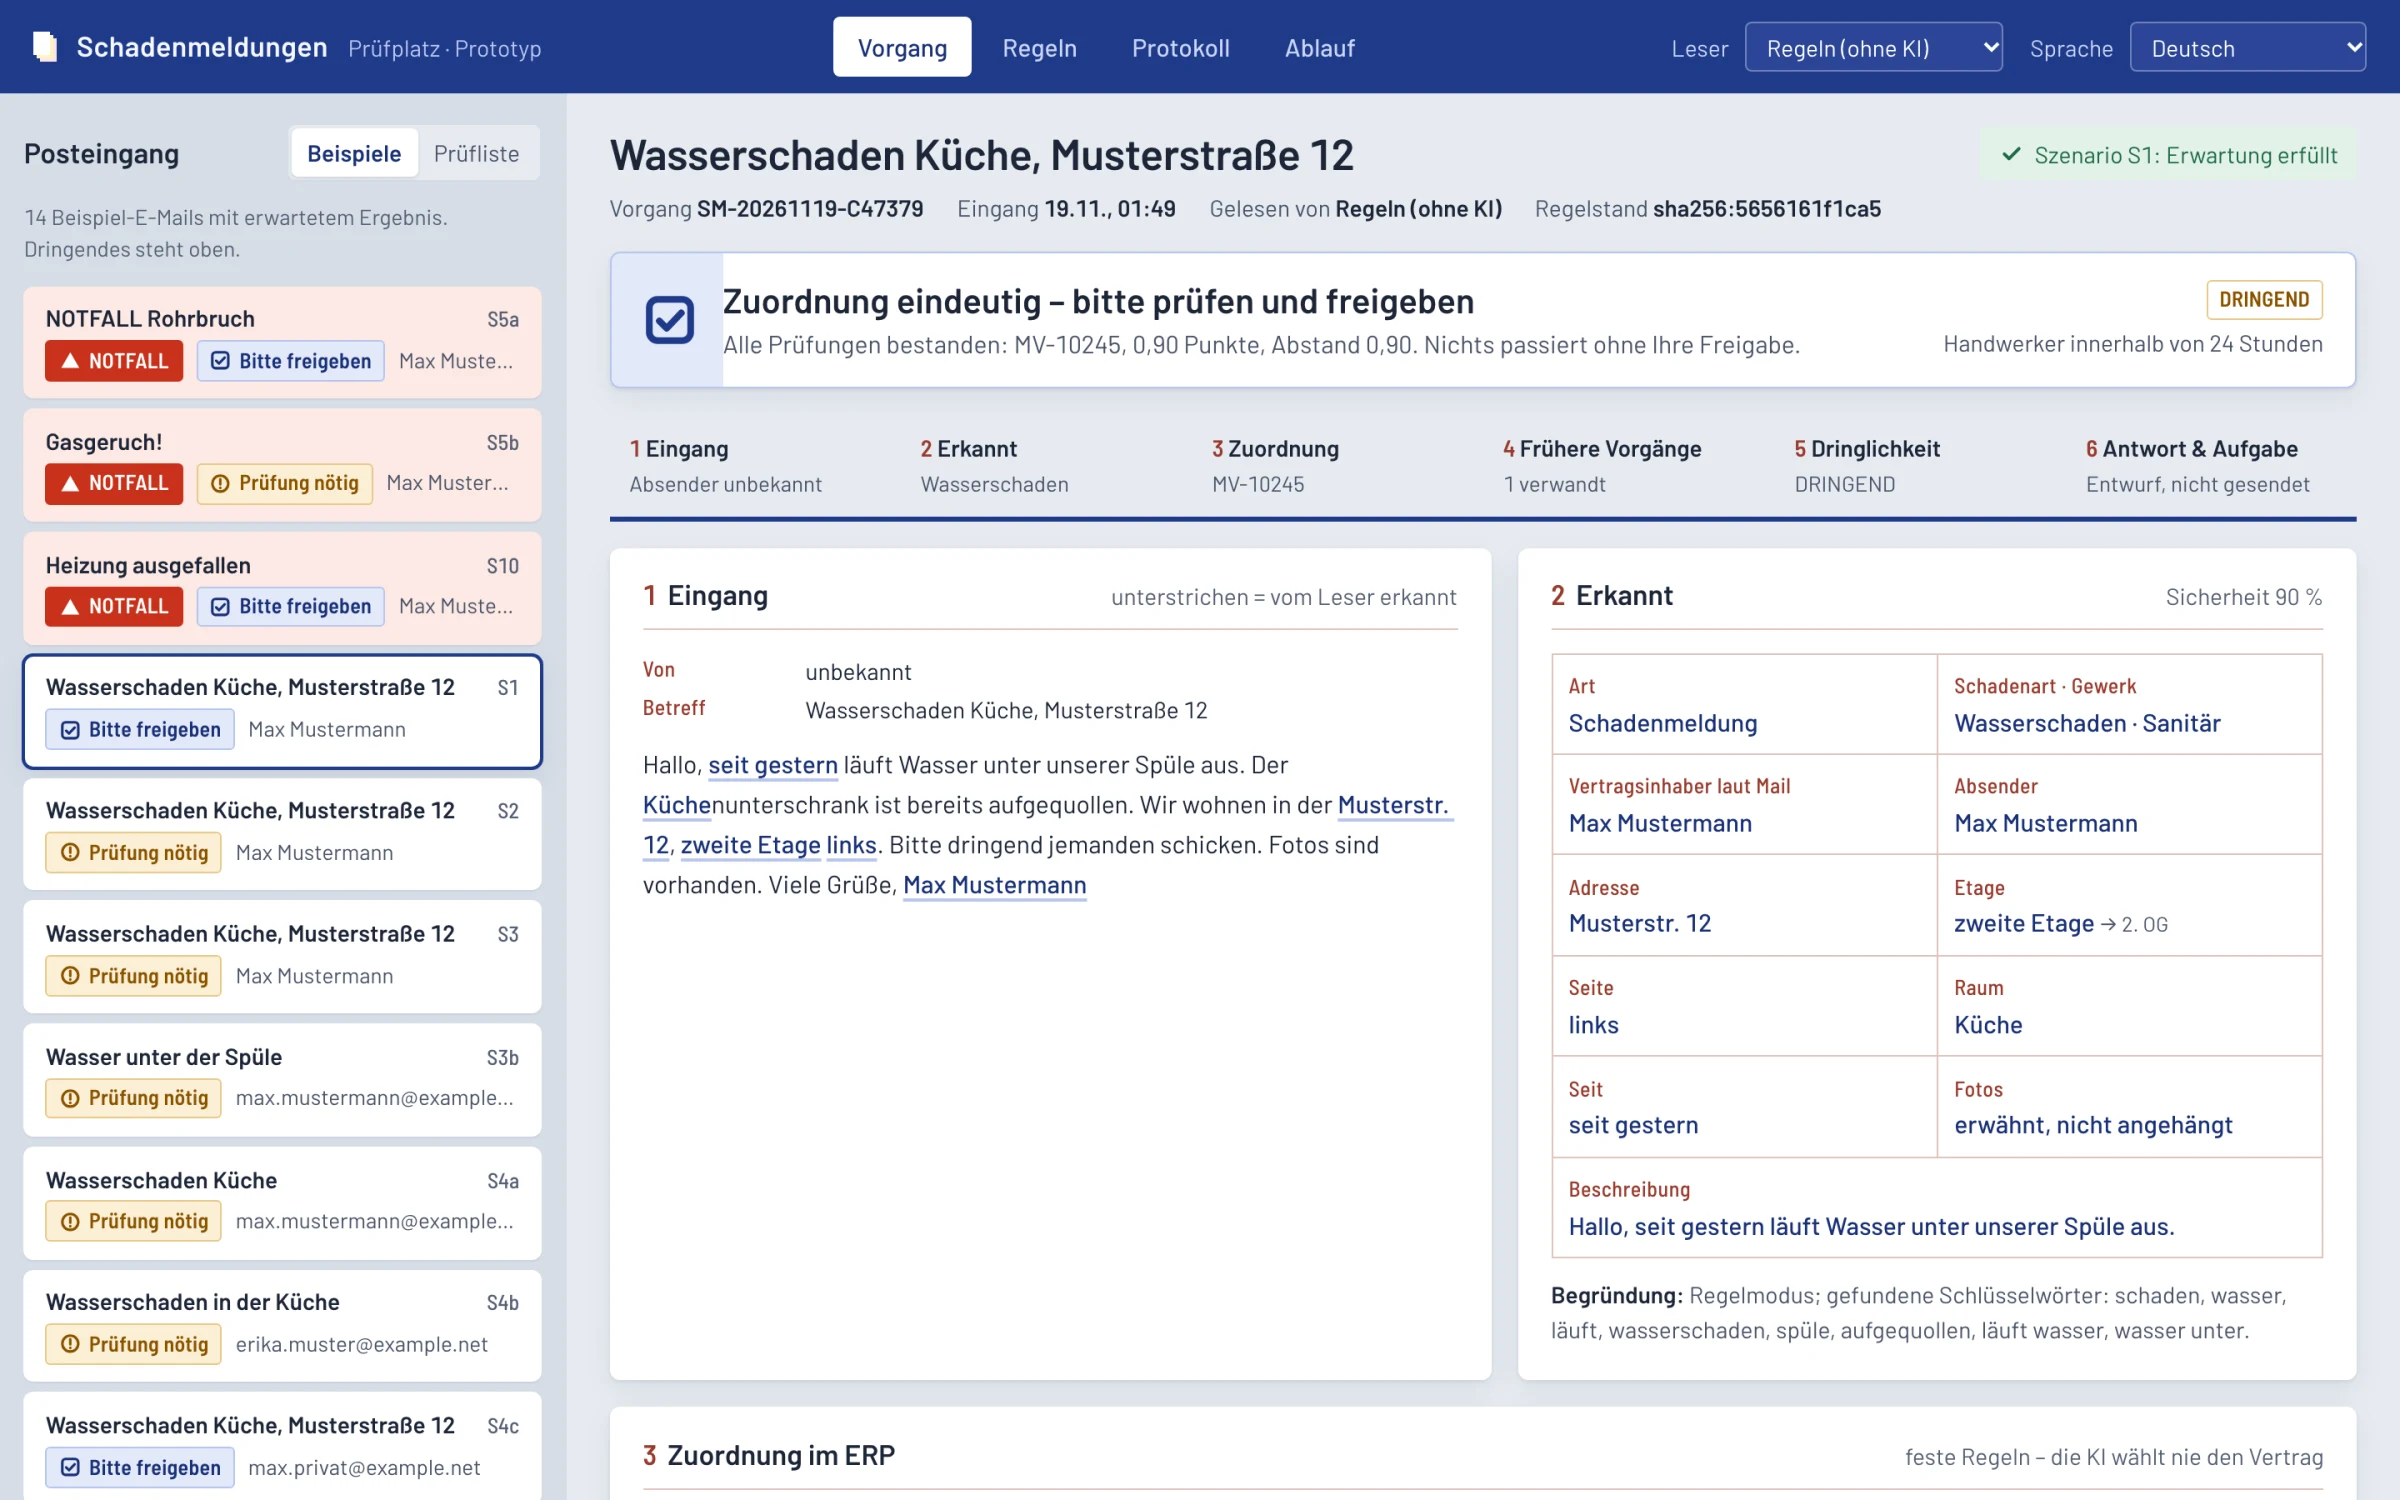 Schadenmeldungen Prüfplatz · Prototyp
Vorgang Regeln Protokoll Ablauf
Leser Regeln (ohne KI) Sprache Deutsch
Posteingang Beispiele Prüfliste
14 Beispiel-E-Mails mit erwartetem Ergebnis.
Dringendes steht oben.
NOTFALL Rohrbruch S5a
NOTFALL Bitte freigeben Max Muste...
Gasgeruch! S5b
NOTFALL Prüfung nötig Max Muster...
Heizung ausgefallen S10
NOTFALL Bitte freigeben Max Muste...
Wasserschaden Küche, Musterstraße 12 S1
Bitte freigeben Max Mustermann
Wasserschaden Küche, Musterstraße 12 S2
Prüfung nötig Max Mustermann
Wasserschaden Küche, Musterstraße 12 S3
Prüfung nötig Max Mustermann
Wasser unter der Spüle S3b
Prüfung nötig max.mustermann@example...
Wasserschaden Küche S4a
Prüfung nötig max.mustermann@example...
Wasserschaden in der Küche S4b
Prüfung nötig erika.muster@example.net
Wasserschaden Küche, Musterstraße 12 S4c
Bitte freigeben max.privat@example.net
Wasserschaden Küche, Musterstraße 12
Szenario S1: Erwartung erfüllt
Vorgang SM-20261119-C47379 Eingang 19.11., 01:49 Gelesen von Regeln (ohne KI) Regelstand sha256:5656161f1ca5
Zuordnung eindeutig – bitte prüfen und freigeben
Alle Prüfungen bestanden: MV-10245, 0,90 Punkte, Abstand 0,90. Nichts passiert ohne Ihre Freigabe.
DRINGEND
Handwerker innerhalb von 24 Stunden
1 Eingang
Absender unbekannt
2 Erkannt
Wasserschaden
3 Zuordnung
MV-10245
4 Frühere Vorgänge
1 verwandt
5 Dringlichkeit
DRINGEND
6 Antwort & Aufgabe
Entwurf, nicht gesendet
1 Eingang unterstrichen = vom Leser erkannt
Von unbekannt
Betreff Wasserschaden Küche, Musterstraße 12
Hallo, seit gestern läuft Wasser unter unserer Spüle aus. Der
Küchenunterschrank ist bereits aufgequollen. Wir wohnen in der Musterstr.
12, zweite Etage links. Bitte dringend jemanden schicken. Fotos sind
vorhanden. Viele Grüße, Max Mustermann
2 Erkannt Sicherheit 90 %
Art
Schadenmeldung
Schadenart · Gewerk
Wasserschaden · Sanitär
Vertragsinhaber laut Mail
Max Mustermann
Absender
Max Mustermann
Adresse
Musterstr. 12
Etage
zweite Etage → 2. OG
Seite
links
Raum
Küche
Seit
seit gestern
Fotos
erwähnt, nicht angehängt
Beschreibung
Hallo, seit gestern läuft Wasser unter unserer Spüle aus.
Begründung: Regelmodus; gefundene Schlüsselwörter: schaden, wasser,
läuft, wasserschaden, spüle, aufgequollen, läuft wasser, wasser unter.
3 Zuordnung im ERP feste Regeln – die KI wählt nie den Vertrag